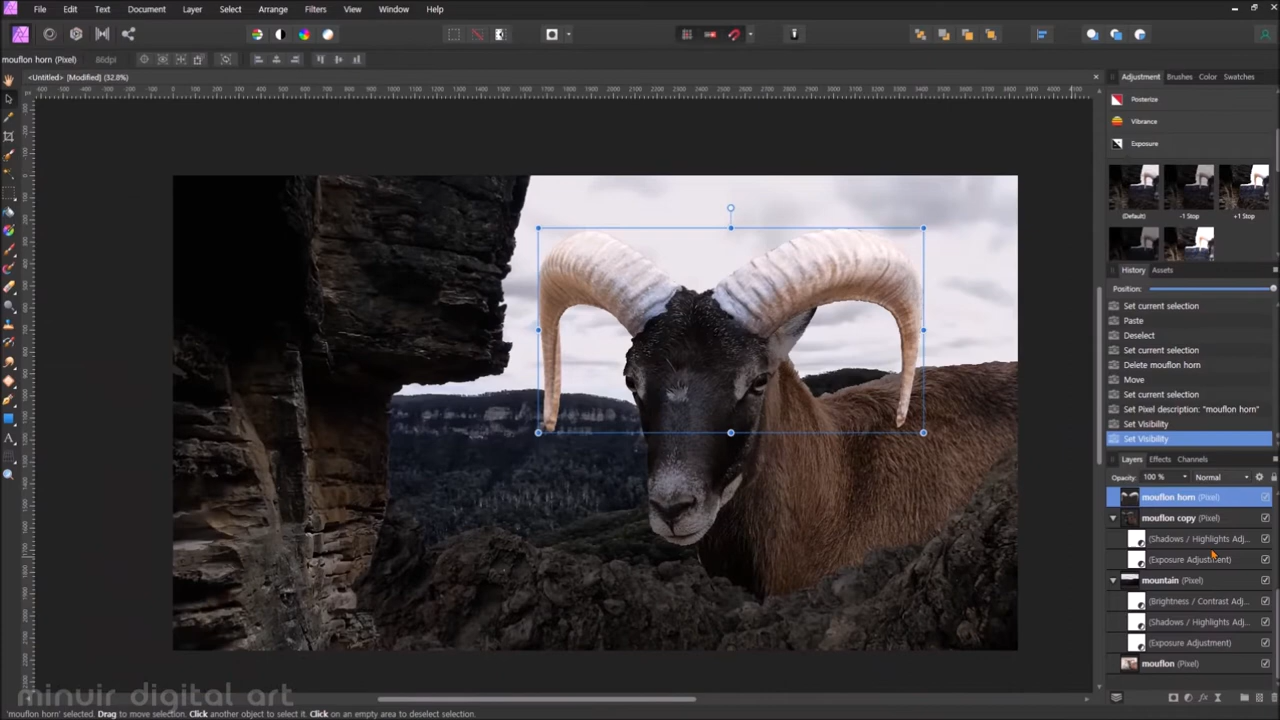 File Edit Text Document Layer Select Arrange Filters View Window Help
mouflon horn (Pixel) 88dpi
<Untitled> [Modified] (32.8%)
Adjustment Brushes Color Swatches
Posterize
Vibrance
Exposure
(Default) -1 Stop +1 Stop
History Assets
Position:
Set current selection
Paste
Deselect
Set current selection
Delete mouflon horn
Move
Set current selection
Set Pixel description: "mouflon horn"
Set Visibility
Set Visibility
Layers Effects Channels
Opacity: 100 % Normal
mouflon horn (Pixel)
mouflon copy (Pixel)
(Shadows / Highlights Adj...
(Exposure Adjustment)
mountain (Pixel)
(Brightness / Contrast Adj...
(Shadows / Highlights Adj...
(Exposure Adjustment)
mouflon (Pixel)
minuir digital art
'mouflon horn' selected. Drag to move selection. Click another object to select it. Click on an empty area to deselect selection.